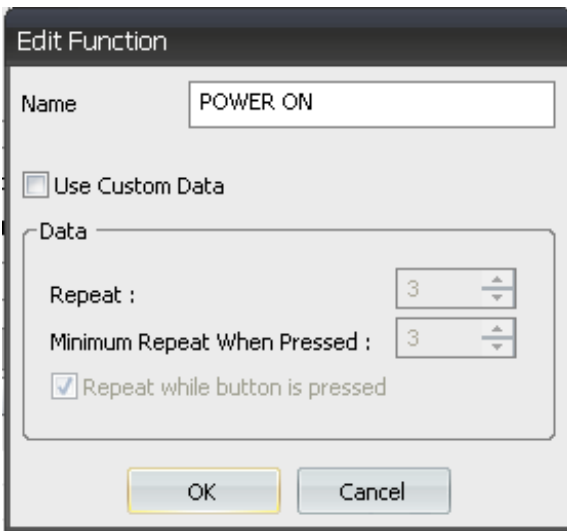 Edit Function
Name POWER ON
Use Custom Data
Data
Repeat : 3
Minimum Repeat When Pressed : 3
Repeat while button is pressed
OK Cancel